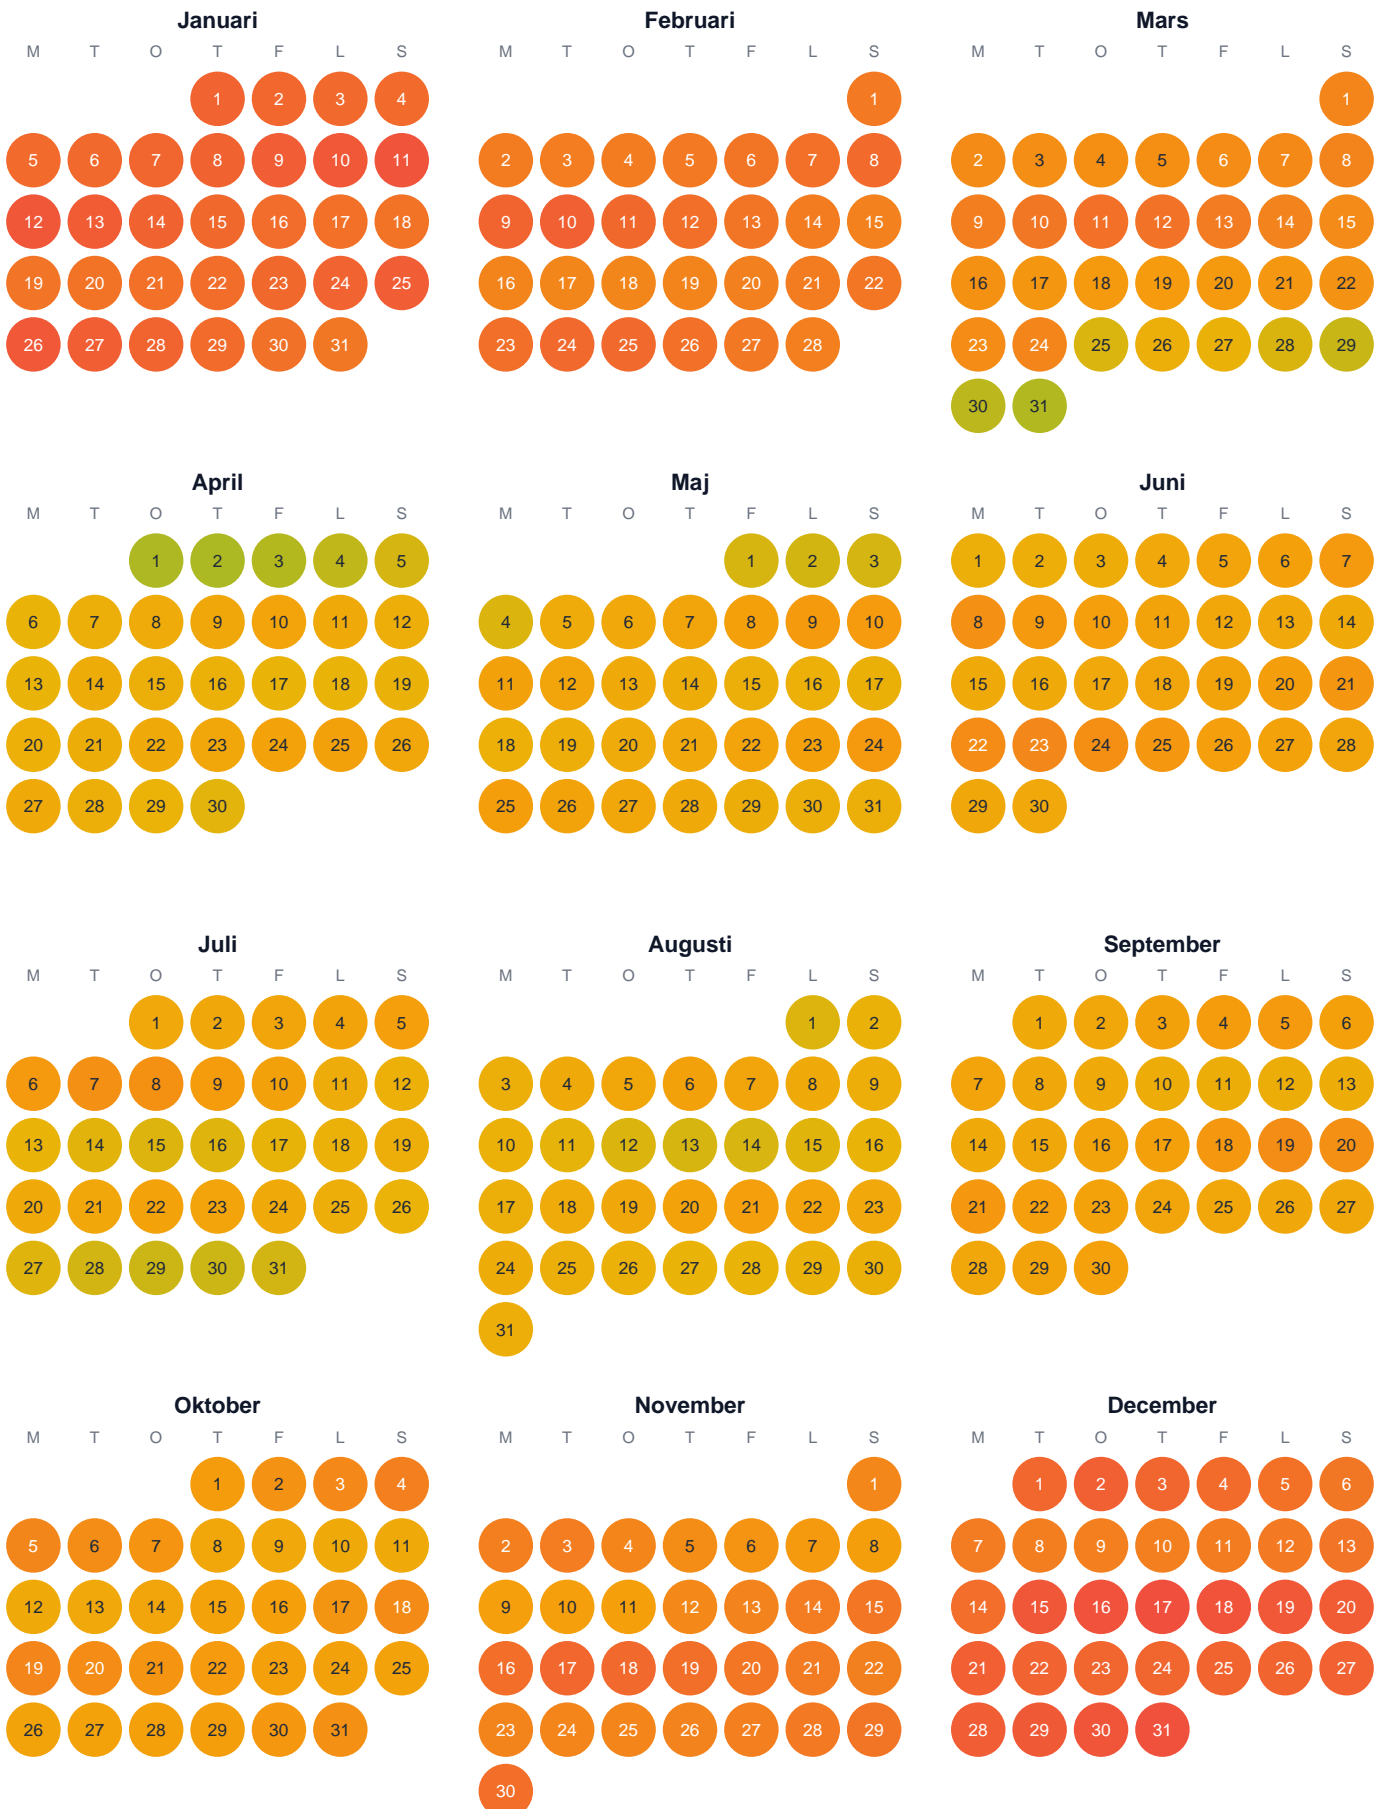 Januari Februari Mars
M T O T F L S M T O T F L S M T O T F L S
1 2 3 4 1 1
5 6 7 8 9 10 11 2 3 4 5 6 7 8 2 3 4 5 6 7 8
12 13 14 15 16 17 18 9 10 11 12 13 14 15 9 10 11 12 13 14 15
19 20 21 22 23 24 25 16 17 18 19 20 21 22 16 17 18 19 20 21 22
26 27 28 29 30 31 23 24 25 26 27 28 23 24 25 26 27 28 29
30 31
April Maj Juni
M T O T F L S M T O T F L S M T O T F L S
1 2 3 4 5 1 2 3 1 2 3 4 5 6 7
6 7 8 9 10 11 12 4 5 6 7 8 9 10 8 9 10 11 12 13 14
13 14 15 16 17 18 19 11 12 13 14 15 16 17 15 16 17 18 19 20 21
20 21 22 23 24 25 26 18 19 20 21 22 23 24 22 23 24 25 26 27 28
27 28 29 30 25 26 27 28 29 30 31 29 30
Juli Augusti September
M T O T F L S M T O T F L S M T O T F L S
1 2 3 4 5 1 2 1 2 3 4 5 6
6 7 8 9 10 11 12 3 4 5 6 7 8 9 7 8 9 10 11 12 13
13 14 15 16 17 18 19 10 11 12 13 14 15 16 14 15 16 17 18 19 20
20 21 22 23 24 25 26 17 18 19 20 21 22 23 21 22 23 24 25 26 27
27 28 29 30 31 24 25 26 27 28 29 30 28 29 30
31
Oktober November December
M T O T F L S M T O T F L S M T O T F L S
1 2 3 4 1 1 2 3 4 5 6
5 6 7 8 9 10 11 2 3 4 5 6 7 8 7 8 9 10 11 12 13
12 13 14 15 16 17 18 9 10 11 12 13 14 15 14 15 16 17 18 19 20
19 20 21 22 23 24 25 16 17 18 19 20 21 22 21 22 23 24 25 26 27
26 27 28 29 30 31 23 24 25 26 27 28 29 28 29 30 31
30